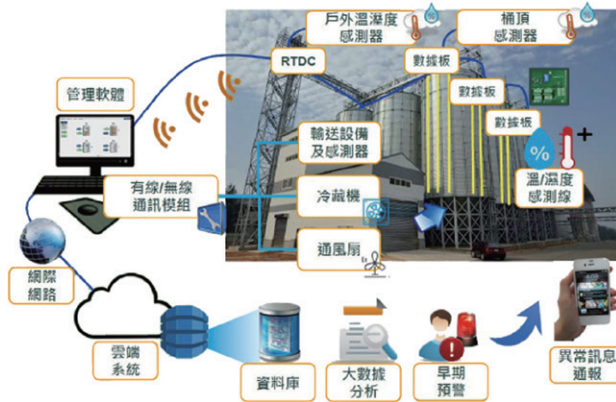 戶外溫溼度
感測器
桶頂
感測器
RTDC
數據板
數據板
數據板
管理軟體
輸送設備
及感測器
%
+
溫/濕度
感測線
有線/無線
通訊模組
冷藏機
通風扇
網際
網路
雲端
系統
資料庫
大數據
分析
早期
預警
異常訊息
通報